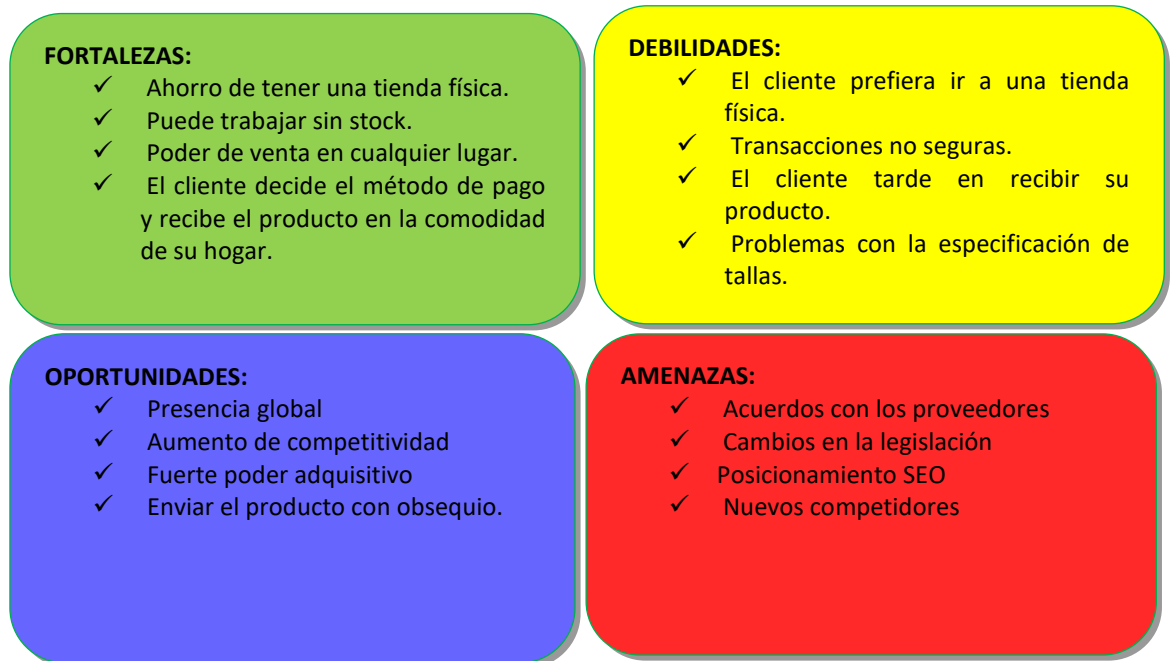 FORTALEZAS:
✓ Ahorro de tener una tienda física.
✓ Puede trabajar sin stock.
✓ Poder de venta en cualquier lugar.
✓ El cliente decide el método de pago
y recibe el producto en la comodidad
de su hogar.
DEBILIDADES:
✓ El cliente prefiera ir a una tienda
física.
✓ Transacciones no seguras.
✓ El cliente tarde en recibir su
producto.
✓ Problemas con la especificación de
tallas.
OPORTUNIDADES:
✓ Presencia global
✓ Aumento de competitividad
✓ Fuerte poder adquisitivo
✓ Enviar el producto con obsequio.
AMENAZAS:
✓ Acuerdos con los proveedores
✓ Cambios en la legislación
✓ Posicionamiento SEO
✓ Nuevos competidores